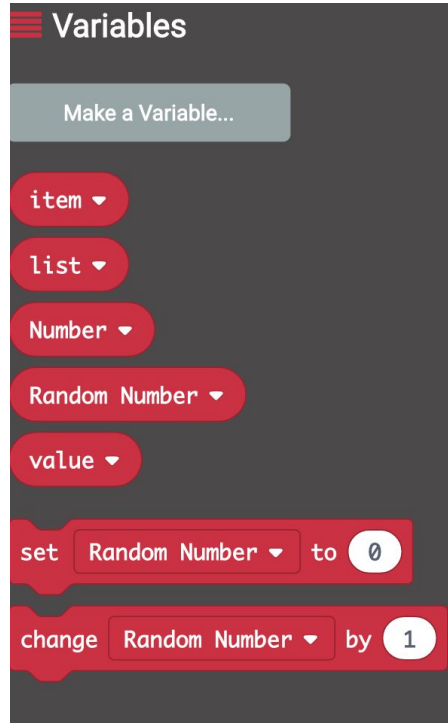 Variables
Make a Variable...
item
list
Number
Random Number
value
set Random Number to 0
change Random Number by 1